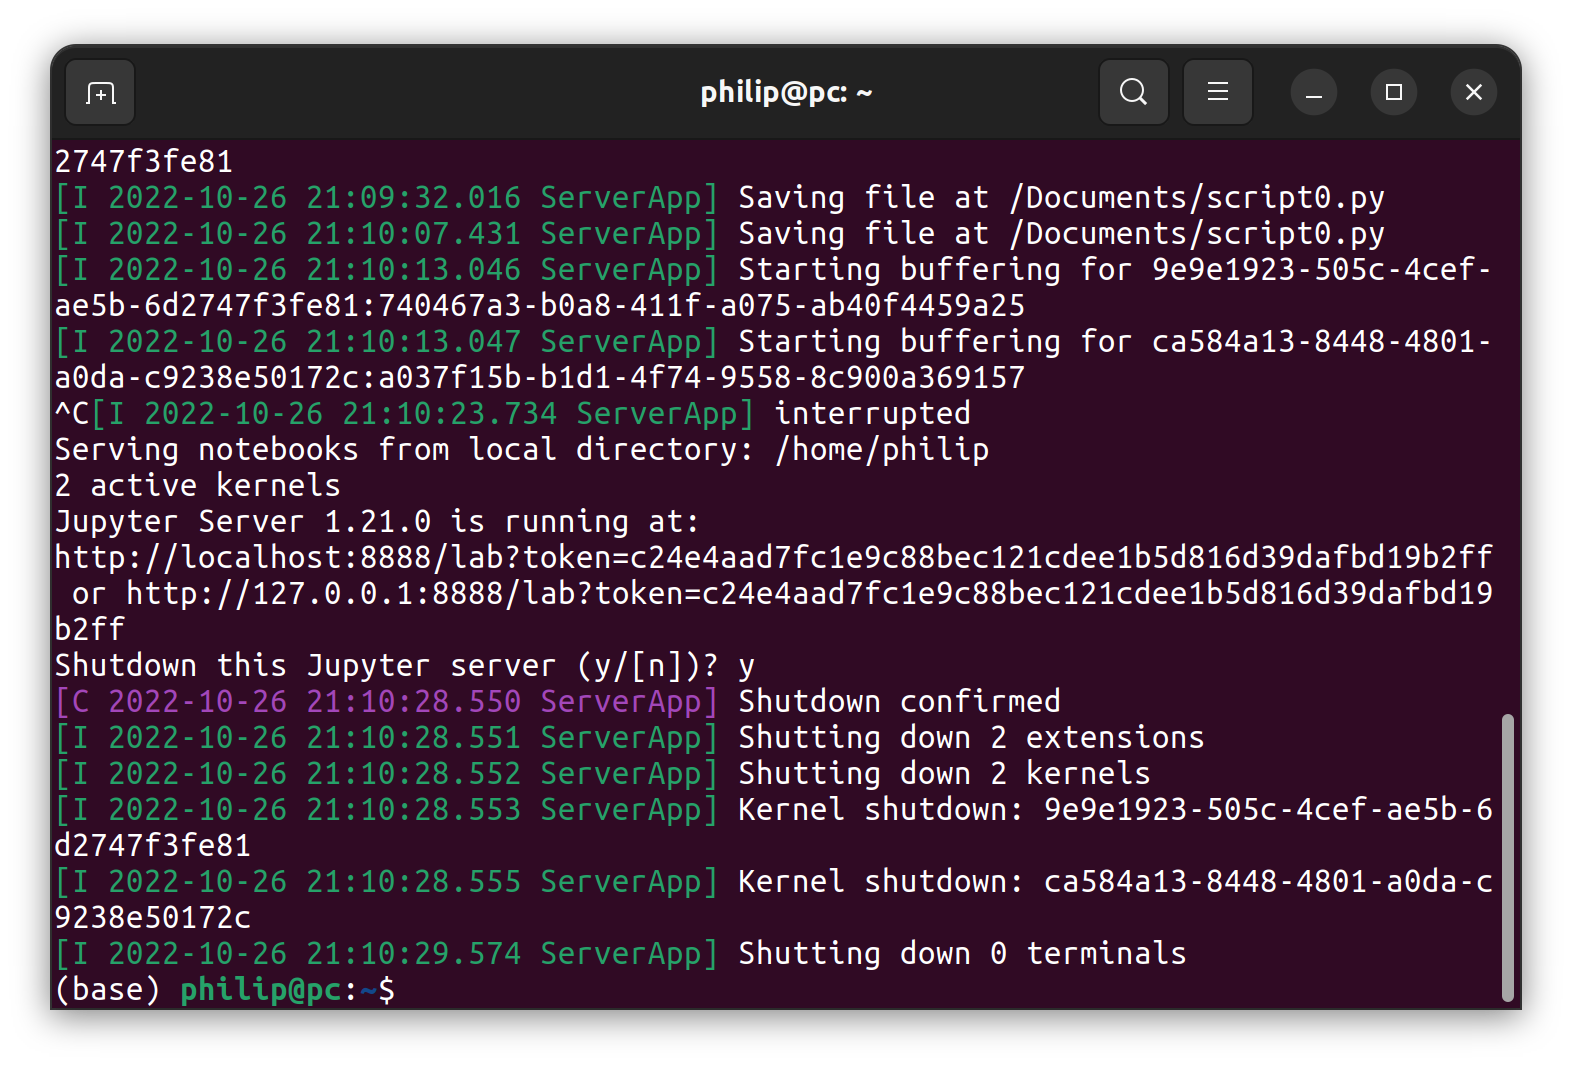 philip@pc: ~
2747f3fe81
[I 2022-10-26 21:09:32.016 ServerApp] Saving file at /Documents/script0.py
[I 2022-10-26 21:10:07.431 ServerApp] Saving file at /Documents/script0.py
[I 2022-10-26 21:10:13.046 ServerApp] Starting buffering for 9e9e1923-505c-4cef-
ae5b-6d2747f3fe81:740467a3-b0a8-411f-a075-ab40f4459a25
[I 2022-10-26 21:10:13.047 ServerApp] Starting buffering for ca584a13-8448-4801-
a0da-c9238e50172c:a037f15b-b1d1-4f74-9558-8c900a369157
^C[I 2022-10-26 21:10:23.734 ServerApp] interrupted
Serving notebooks from local directory: /home/philip
2 active kernels
Jupyter Server 1.21.0 is running at:
http://localhost:8888/lab?token=c24e4aad7fc1e9c88bec121cdee1b5d816d39dafbd19b2ff
 or http://127.0.0.1:8888/lab?token=c24e4aad7fc1e9c88bec121cdee1b5d816d39dafbd19
b2ff
Shutdown this Jupyter server (y/[n])? y
[C 2022-10-26 21:10:28.550 ServerApp] Shutdown confirmed
[I 2022-10-26 21:10:28.551 ServerApp] Shutting down 2 extensions
[I 2022-10-26 21:10:28.552 ServerApp] Shutting down 2 kernels
[I 2022-10-26 21:10:28.553 ServerApp] Kernel shutdown: 9e9e1923-505c-4cef-ae5b-6
d2747f3fe81
[I 2022-10-26 21:10:28.555 ServerApp] Kernel shutdown: ca584a13-8448-4801-a0da-c
9238e50172c
[I 2022-10-26 21:10:29.574 ServerApp] Shutting down 0 terminals
(base) philip@pc:~$